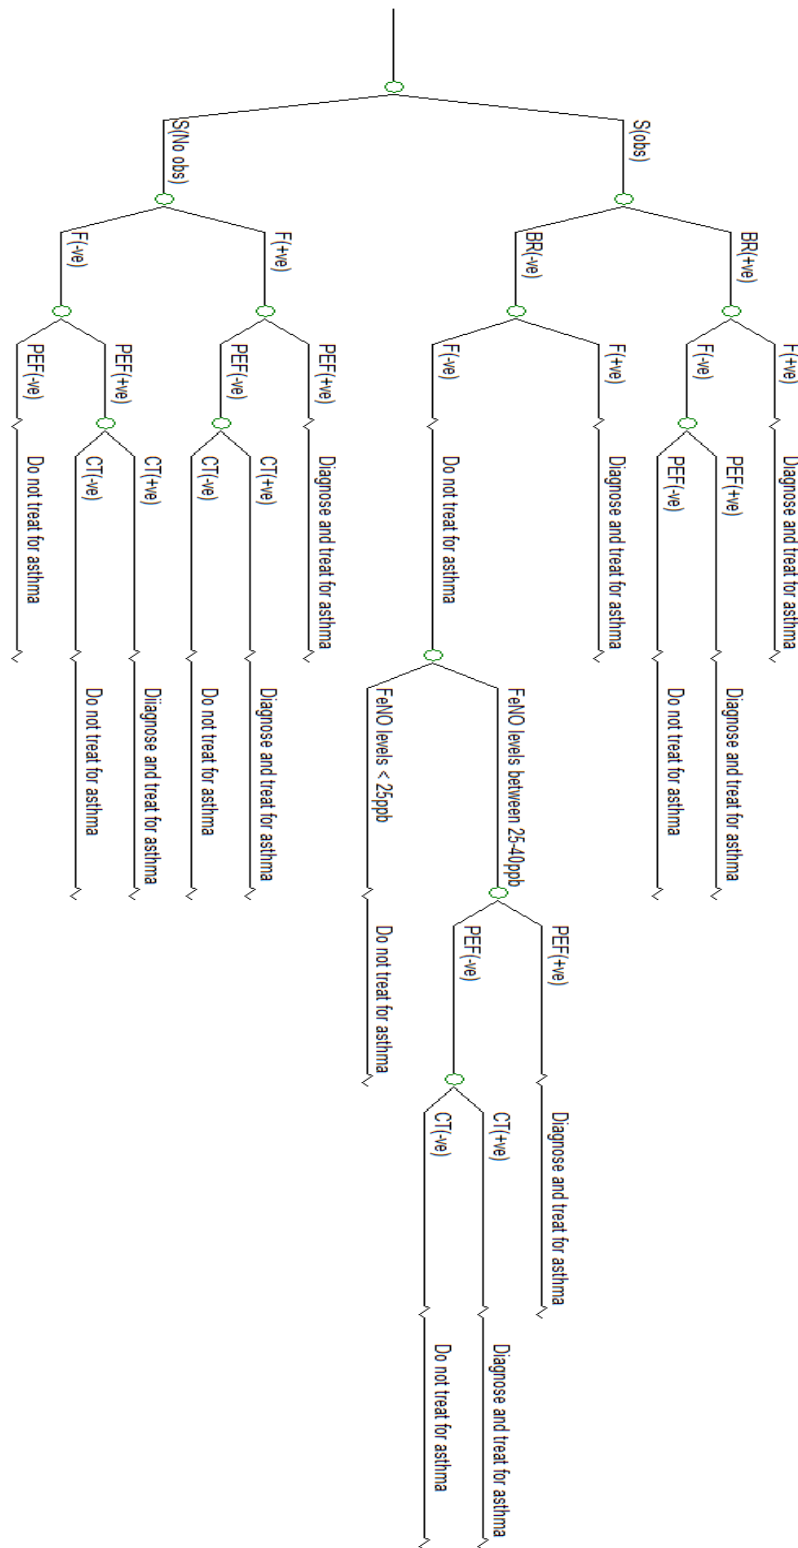 F(+ve) Diagnose and treat for asthma
BR(+ve)
PEF(+ve) Diagnose and treat for asthma
F(-ve)
PEF(-ve) Do not treat for asthma
S(obs)
F(+ve) Diagnose and treat for asthma
PEF(+ve) Diagnose and treat for asthma
BR(-ve)
FeNO levels between 25-40ppb
CT(+ve) Diagnose and treat for asthma
PEF(-ve)
F(-ve) Do not treat for asthma
CT(-ve) Do not treat for asthma
FeNO levels < 25ppb Do not treat for asthma
PEF(+ve) Diagnose and treat for asthma
F(+ve)
CT(+ve) Diagnose and treat for asthma
PEF(-ve)
CT(-ve) Do not treat for asthma
S(No obs)
CT(+ve) Diiagnose and treat for asthma
PEF(+ve)
CT(-ve) Do not treat for asthma
F(-ve)
PEF(-ve) Do not treat for asthma